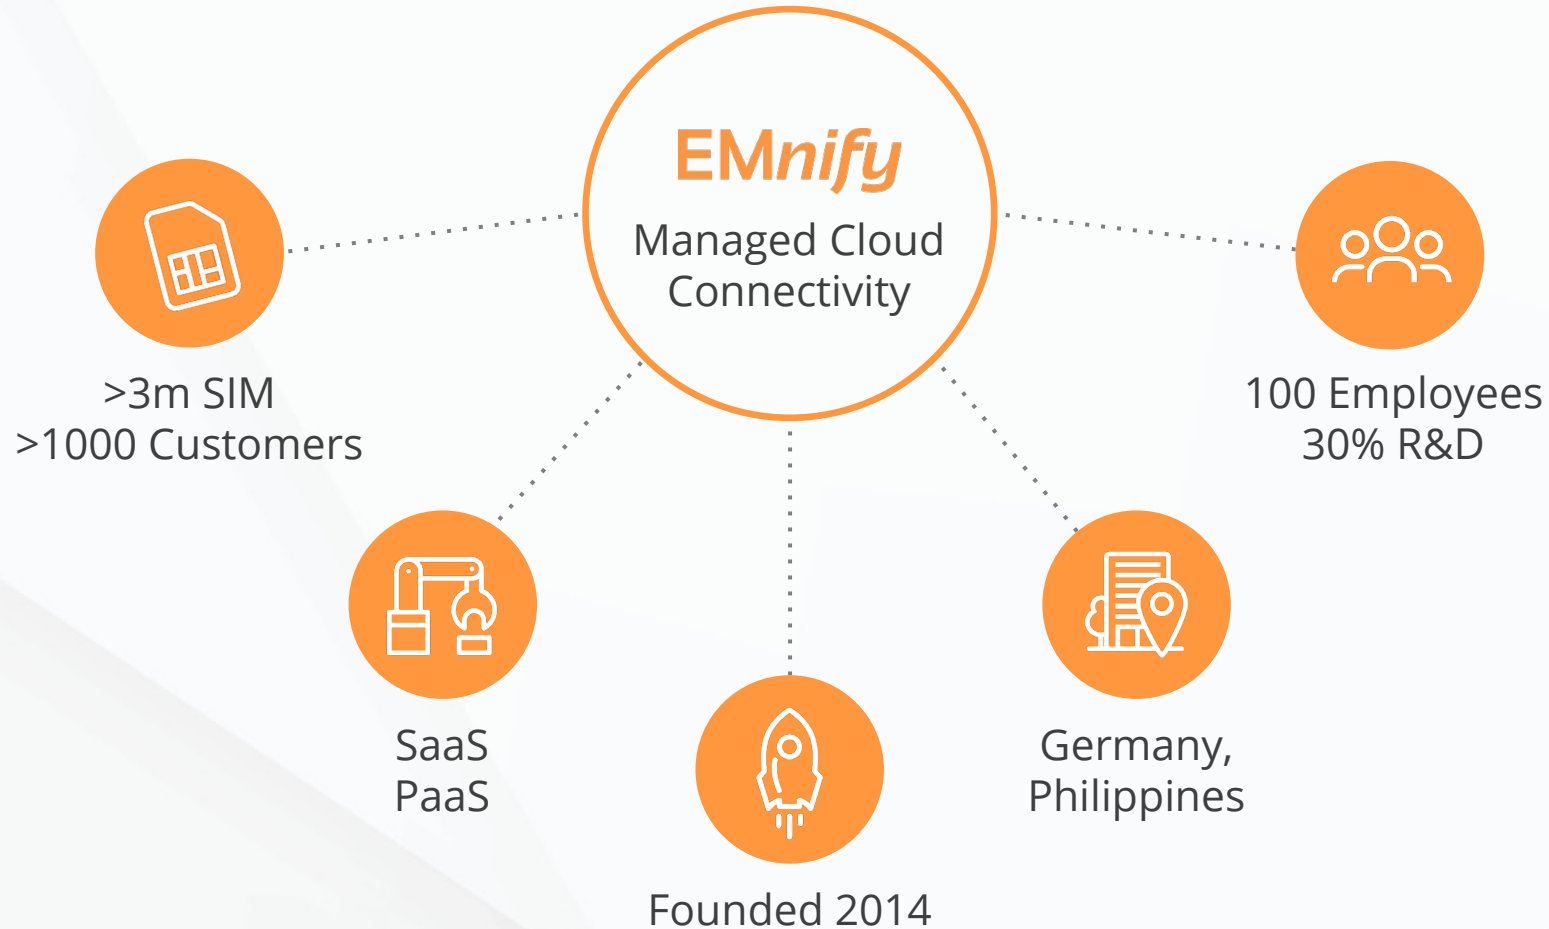 EMnify
Managed Cloud
Connectivity
>3m SIM
>1000 Customers
SaaS
PaaS
Founded 2014
Germany,
Philippines
100 Employees
30% R&D